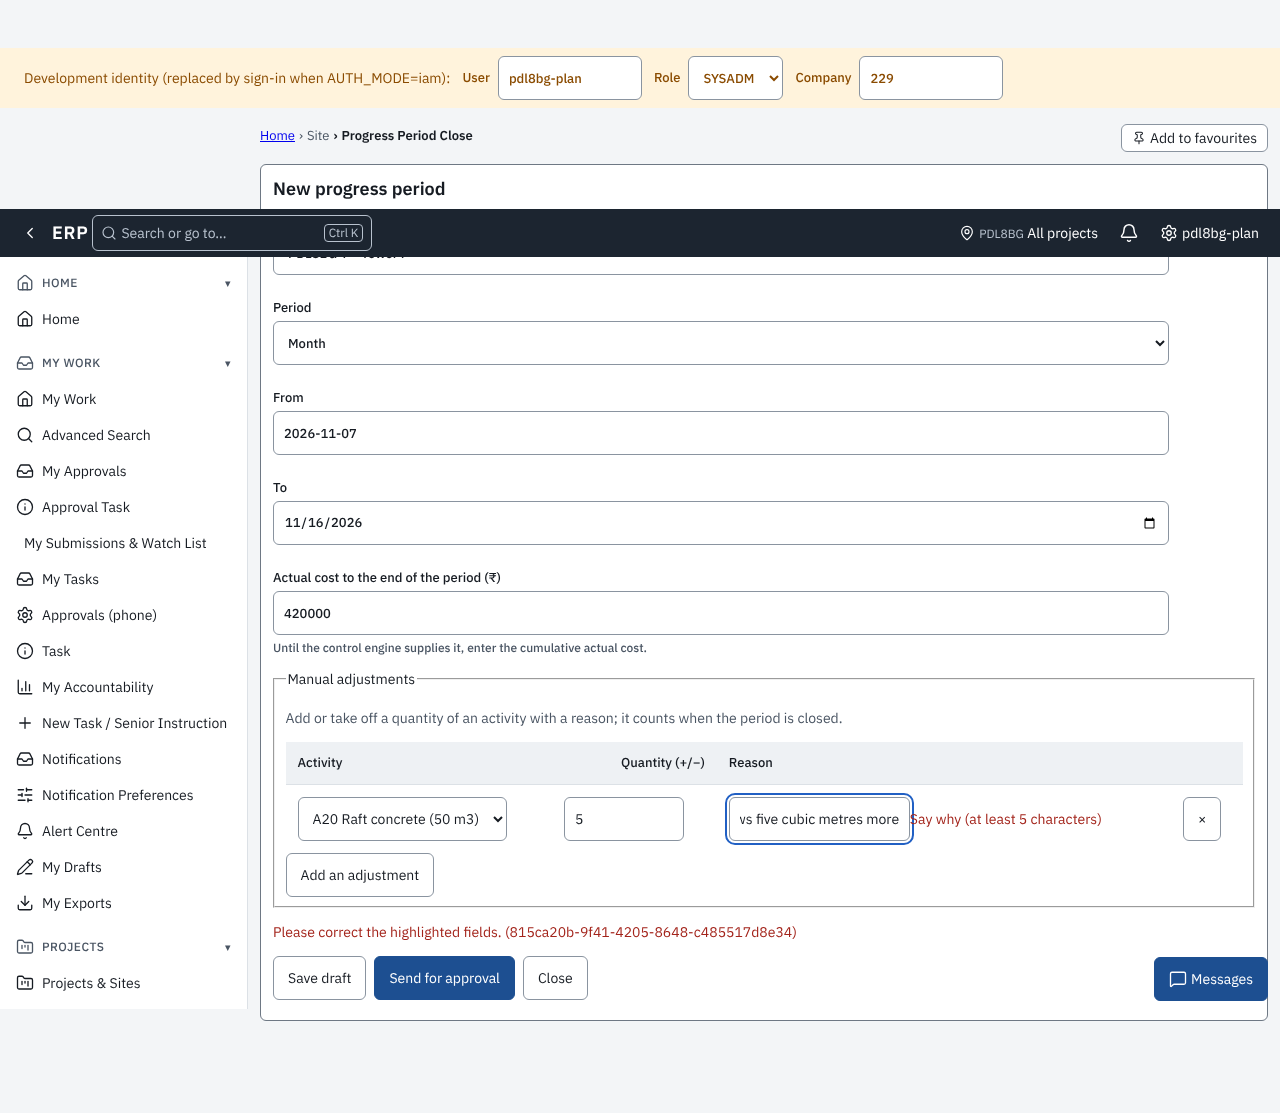 Development identity (replaced by sign-in when AUTH_MODE=iam): User pdl8bg-plan Role SYSADM Company 229
Home › Site › Progress Period Close
Add to favourites
New progress period
ERP Search or go to... Ctrl K PDL8BG All projects pdl8bg-plan
HOME
Home
MY WORK
My Work
Advanced Search
My Approvals
Approval Task
My Submissions & Watch List
My Tasks
Approvals (phone)
Task
My Accountability
New Task / Senior Instruction
Notifications
Notification Preferences
Alert Centre
My Drafts
My Exports
PROJECTS
Projects & Sites
Period
Month
From
2026-11-07
To
11/16/2026
Actual cost to the end of the period (₹)
420000
Until the control engine supplies it, enter the cumulative actual cost.
Manual adjustments
Add or take off a quantity of an activity with a reason; it counts when the period is closed.
Activity Quantity (+/−) Reason
A20 Raft concrete (50 m3) 5 five cubic metres more Say why (at least 5 characters) ×
Add an adjustment
Please correct the highlighted fields. (815ca20b-9f41-4205-8648-c485517d8e34)
Save draft Send for approval Close
Messages